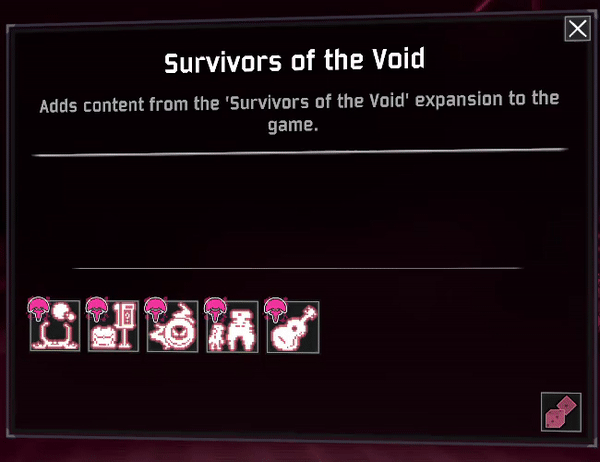 Survivors of the Void
Adds content from the 'Survivors of the Void' expansion to the
game.